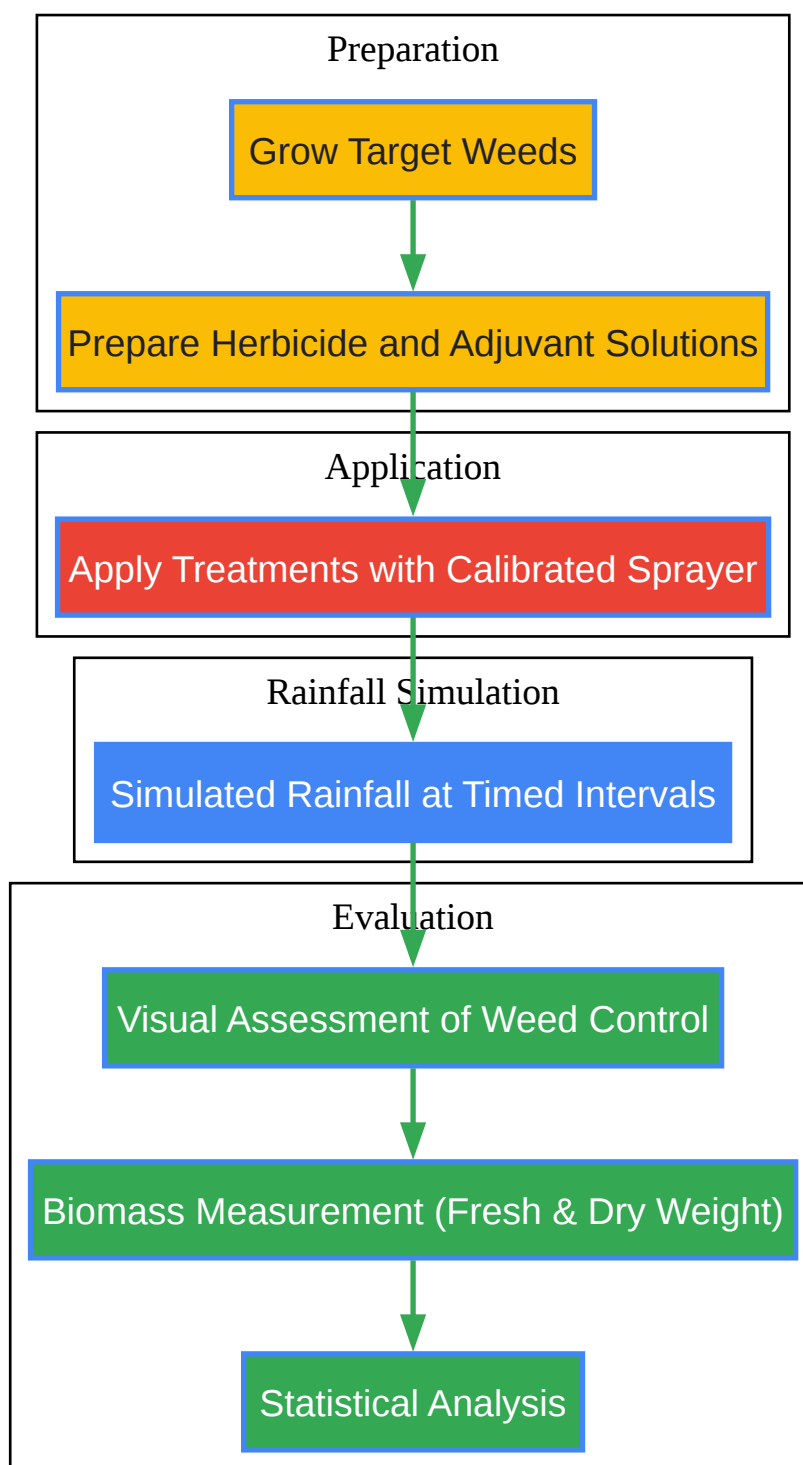 Preparation
Grow Target Weeds
Prepare Herbicide and Adjuvant Solutions
Application
Apply Treatments with Calibrated Sprayer
Rainfall Simulation
Simulated Rainfall at Timed Intervals
Evaluation
Visual Assessment of Weed Control
Biomass Measurement (Fresh & Dry Weight)
Statistical Analysis